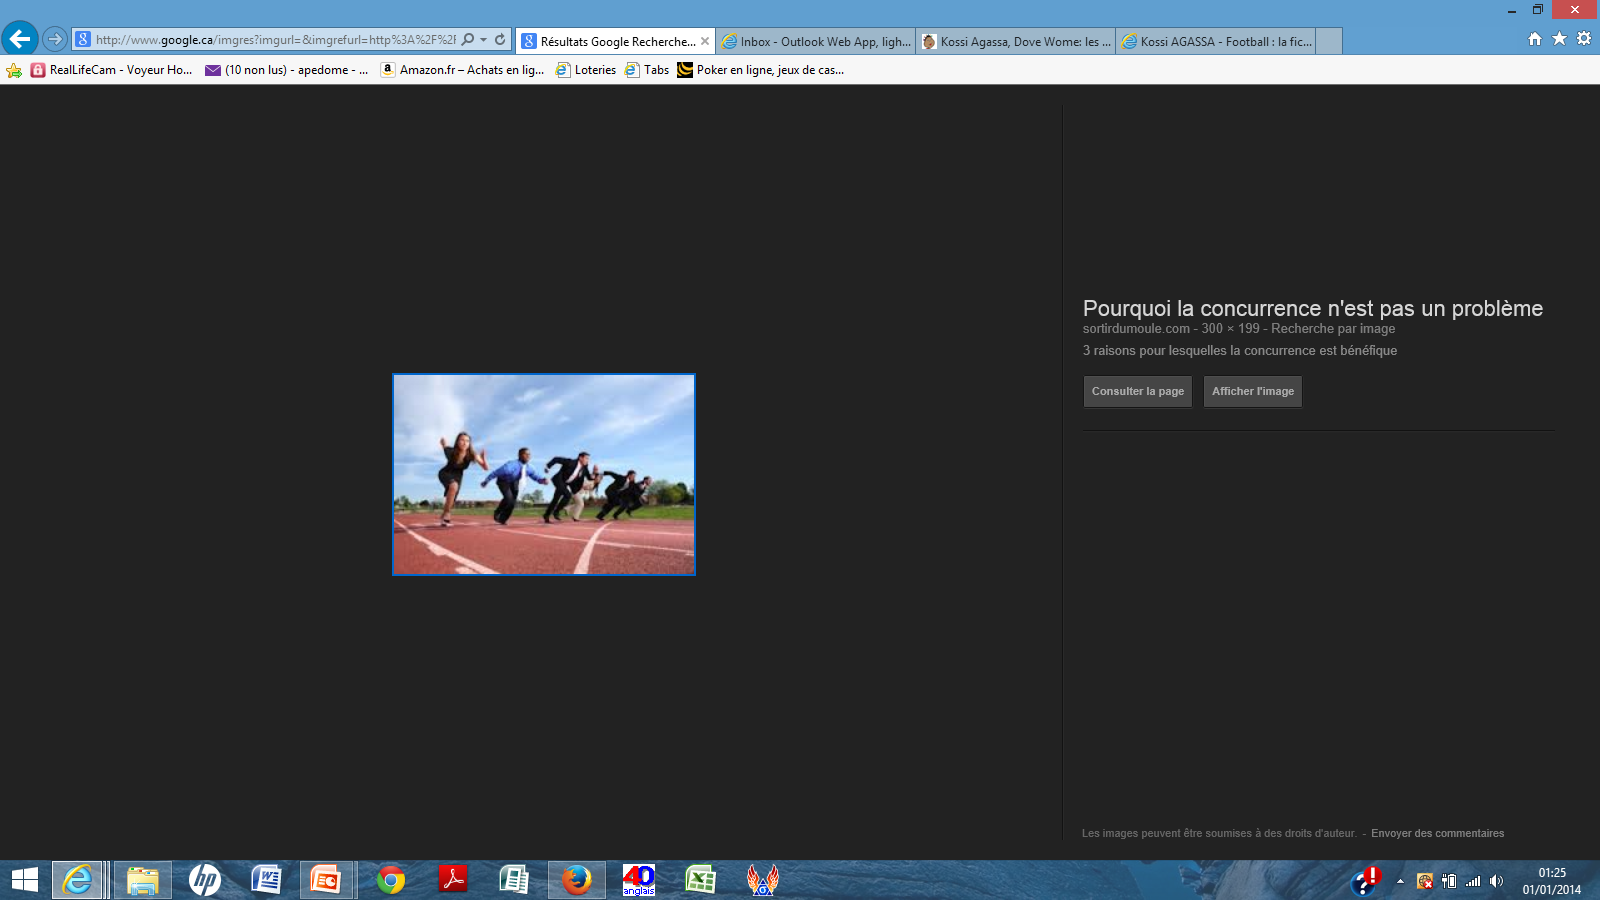 http://www.google.ca/imgres?imgurl=&imgrefurl=http%3A%2F%2F
Résultats Google Recherche...
Inbox - Outlook Web App, ligh...
Kossi Agassa, Dove Wome: les ...
Kossi AGASSA - Football : la fic...
RealLifeCam - Voyeur Ho...
(10 non lus) - apedome - ...
Amazon.fr – Achats en lig...
Loteries
Tabs
Poker en ligne, jeux de cas...
Pourquoi la concurrence n'est pas un problème
sortirdumoule.com - 300 × 199 - Recherche par image
3 raisons pour lesquelles la concurrence est bénéfique
Consulter la page
Afficher l'image
Les images peuvent être soumises à des droits d'auteur. - Envoyer des commentaires
40
anglais
01:25
01/01/2014